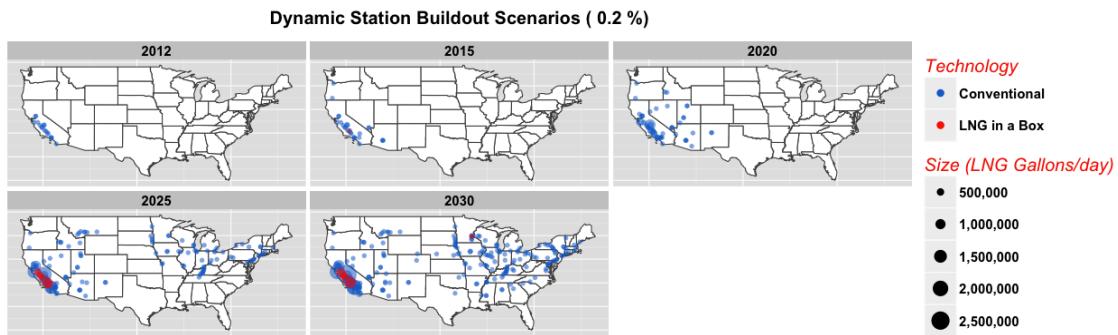 Dynamic Station Buildout Scenarios ( 0.2 %)
2012
2015
2020
2025
2030
Technology
Conventional
LNG in a Box
Size (LNG Gallons/day)
500,000
1,000,000
1,500,000
2,000,000
2,500,000